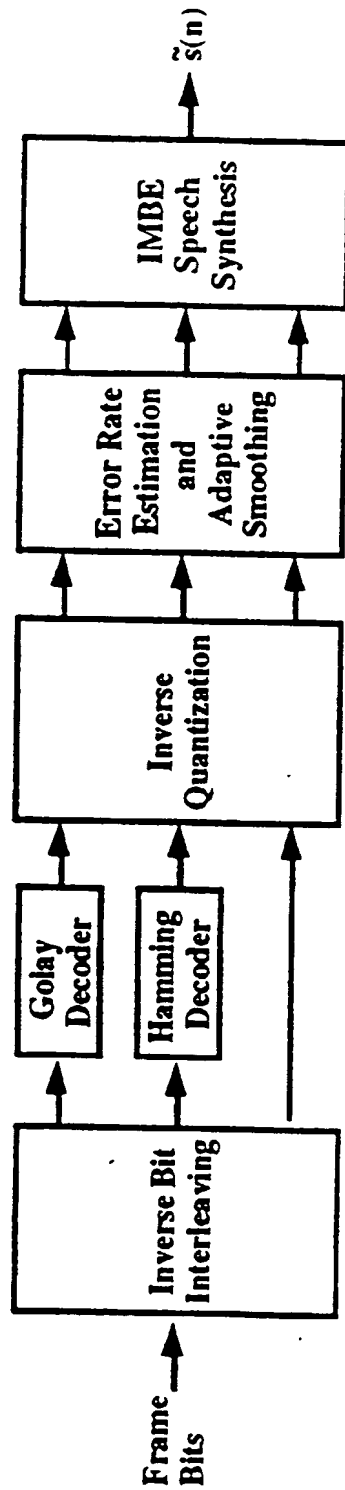 Frame
Bits
Inverse Bit
Interleaving
Golay
Decoder
Hamming
Decoder
Inverse
Quantization
Error Rate
Estimation
and
Adaptive
Smoothing
IMBE
Speech
Synthesis
s̃(n)